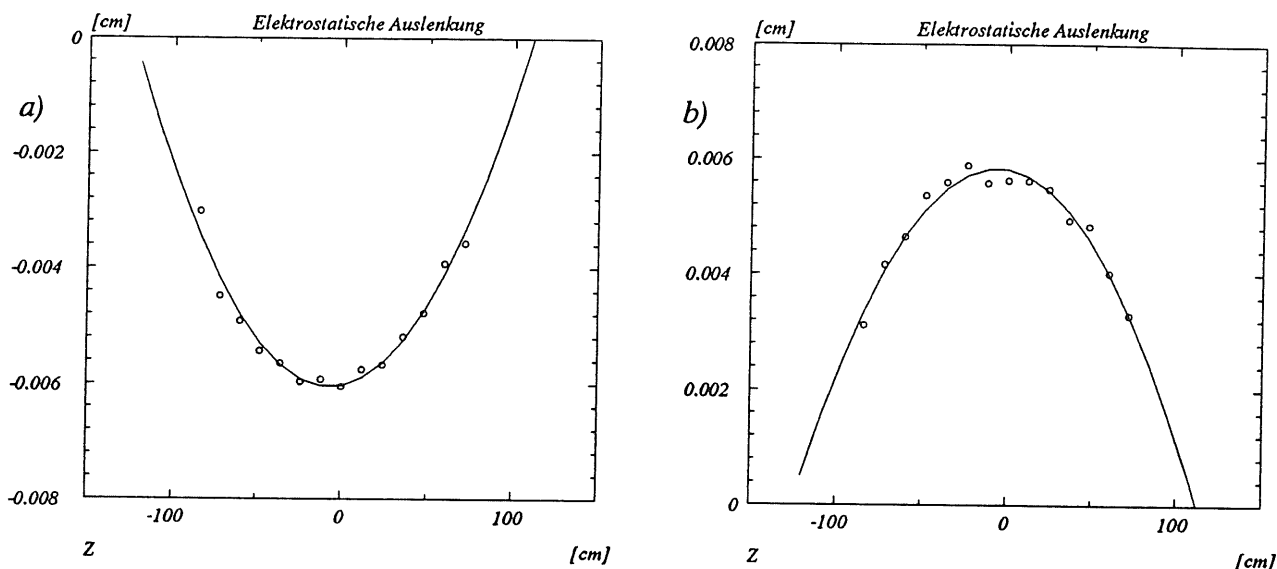 [cm] Elektrostatische Auslenkung
0
a)
-0.002
-0.004
-0.006
-0.008
-100 0 100
Z [cm]
[cm] Elektrostatische Auslenkung
0.008
b)
0.006
0.004
0.002
0
-100 0 100
Z [cm]